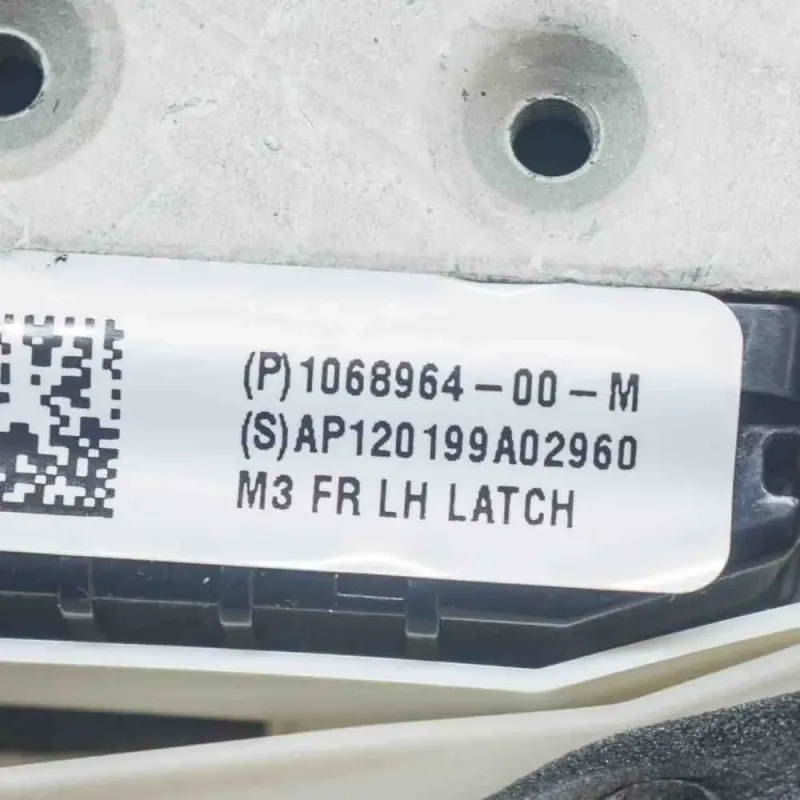 (P)1068964-00-M
(S)AP120199A02960
M3 FR LH LATCH